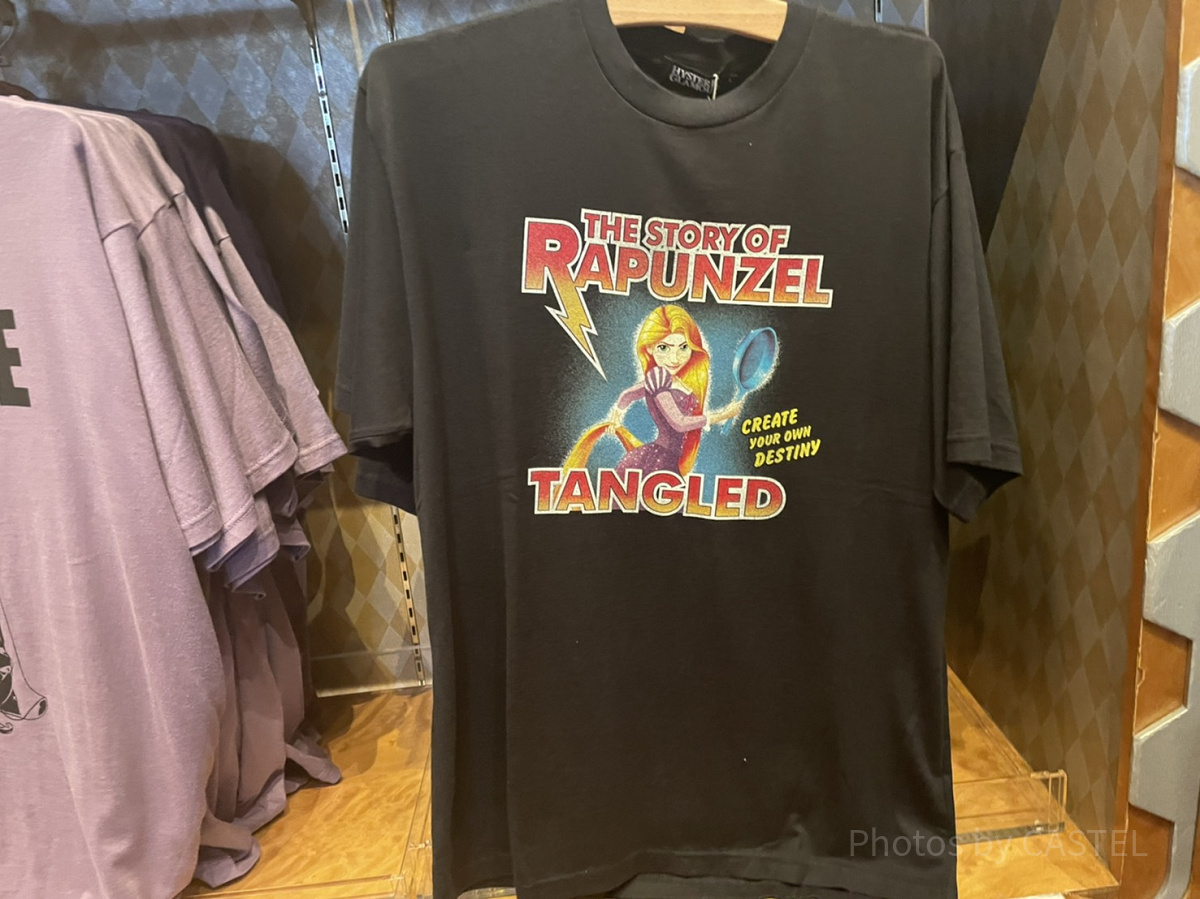 THE STORY OF
RAPUNZEL
CREATE
YOUR OWN
DESTINY
TANGLED
E
Photos by CASTEL